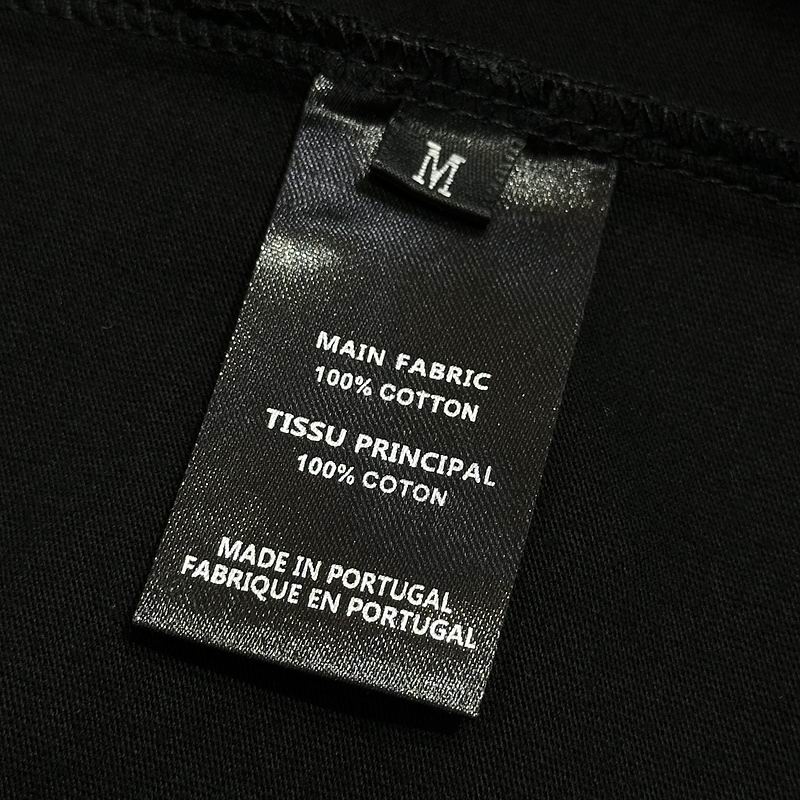 M
MAIN FABRIC
100% COTTON
TISSU PRINCIPAL
100% COTON
MADE IN PORTUGAL
FABRIQUE EN PORTUGAL